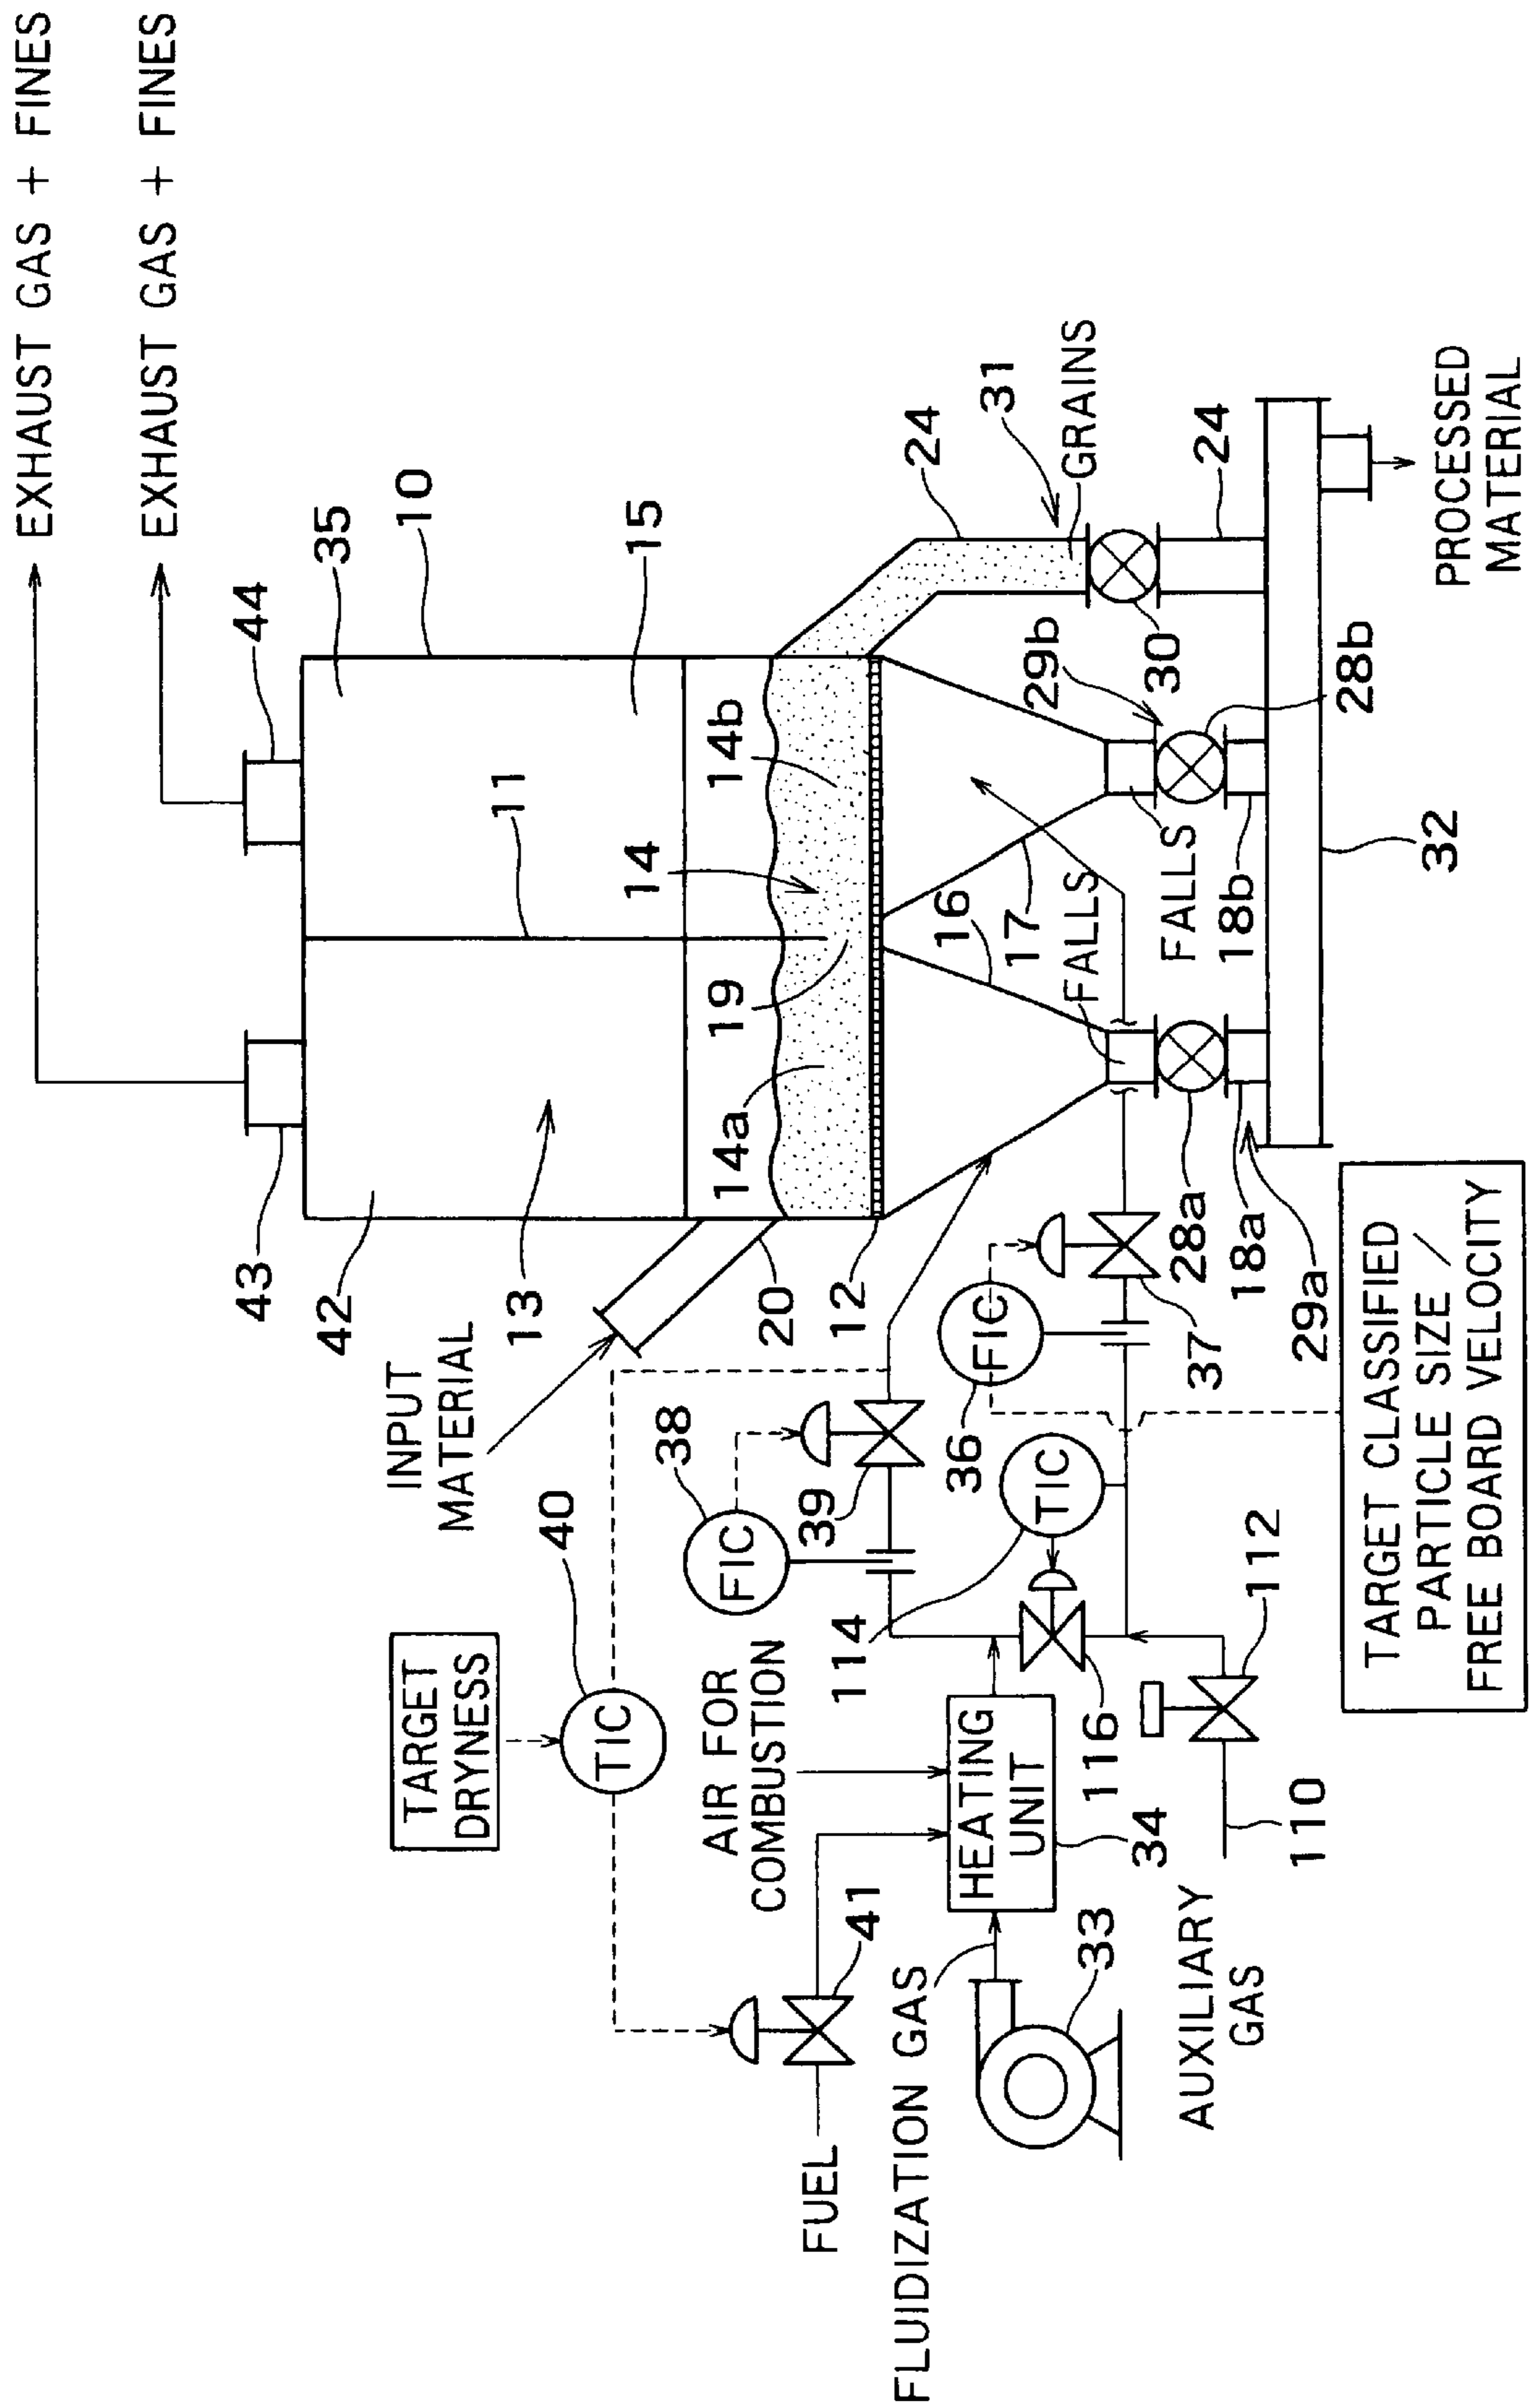 EXHAUST GAS + FINES
EXHAUST GAS + FINES
44
35
10
43
42
11
13
15
INPUT
MATERIAL
20
14
14b
14a
19
12
24
31
GRAINS
16
17
FALLS
FALLS
29b
30
28b
24
18b
28a
18a
29a
32
PROCESSED
MATERIAL
TARGET
DRYNESS
40
TIC
38
FIC
39
FIC
36
37
TIC
114
116
112
110
AUXILIARY
GAS
AIR FOR
COMBUSTION
HEATING
UNIT
34
41
FUEL
FLUIDIZATION GAS
33
TARGET CLASSIFIED
PARTICLE SIZE /
FREE BOARD VELOCITY